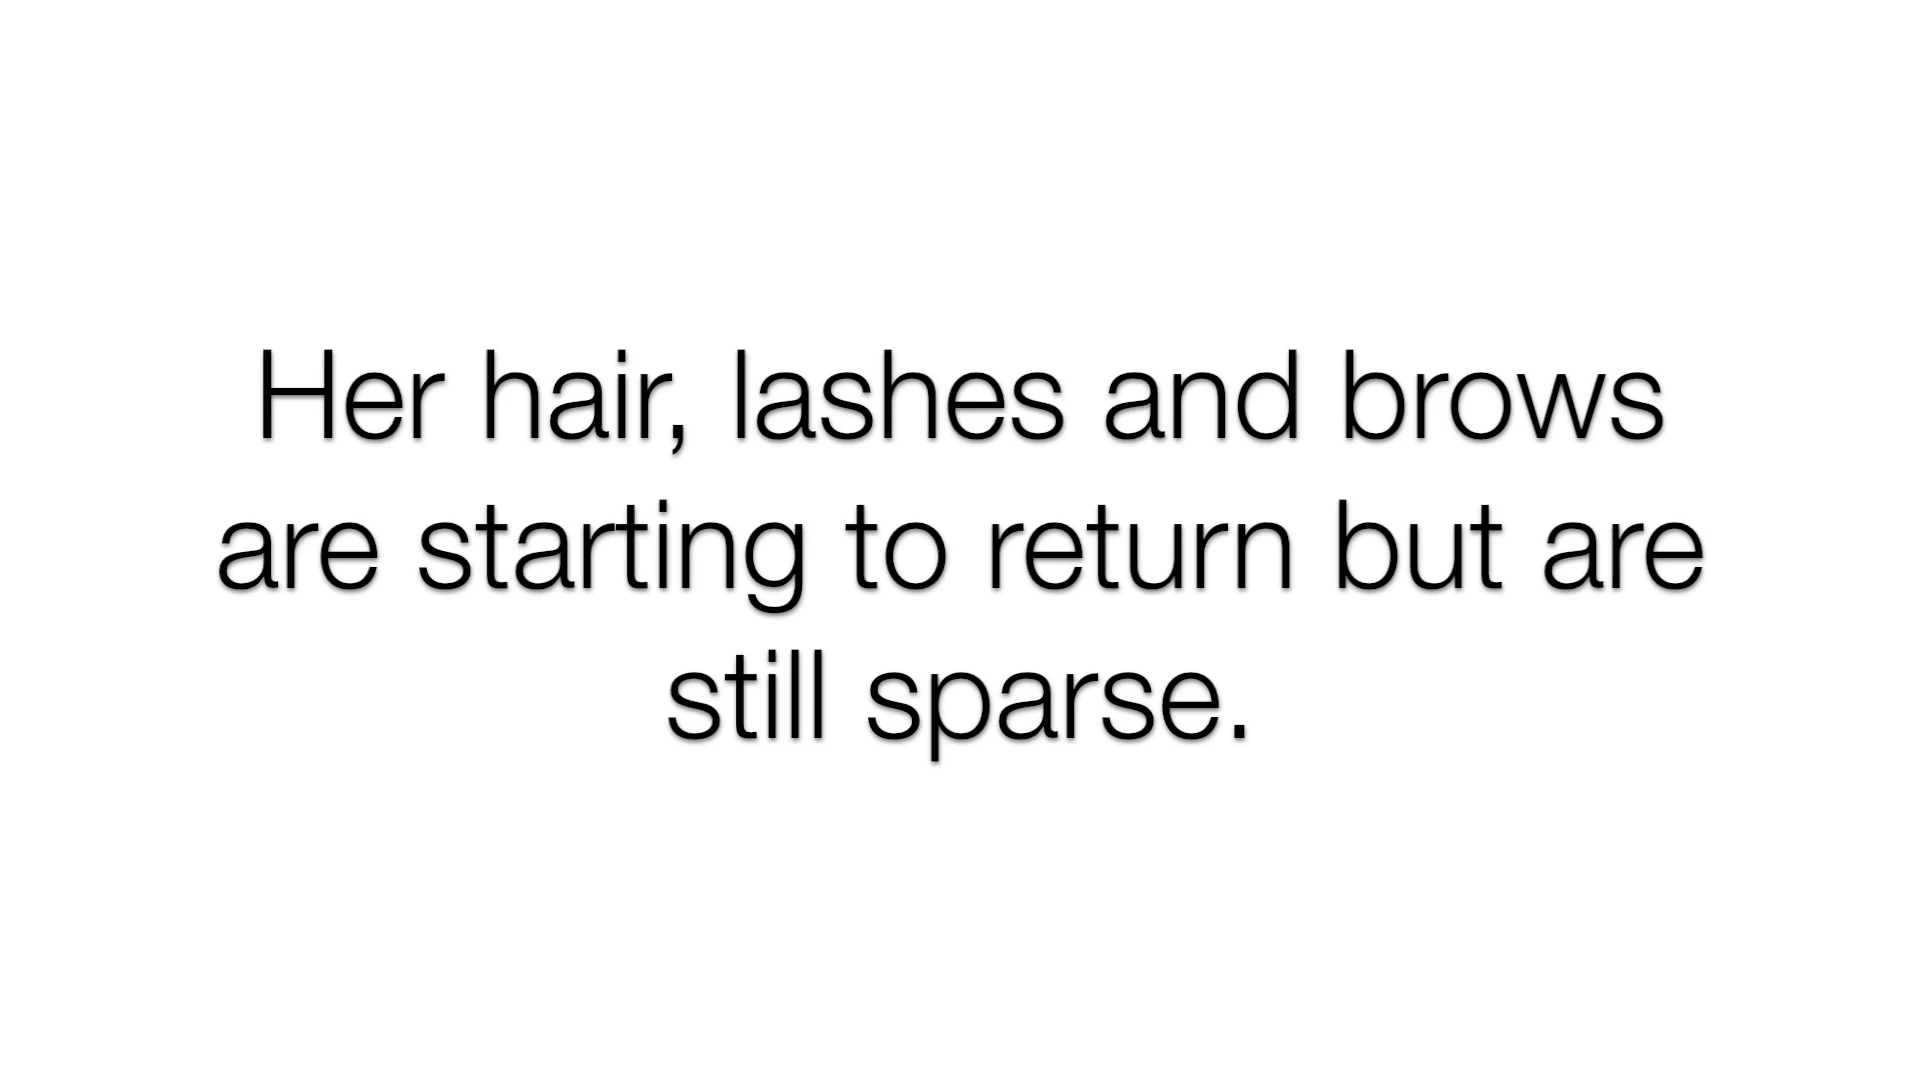 Her hair, lashes and brows
are starting to return but are
still sparse.